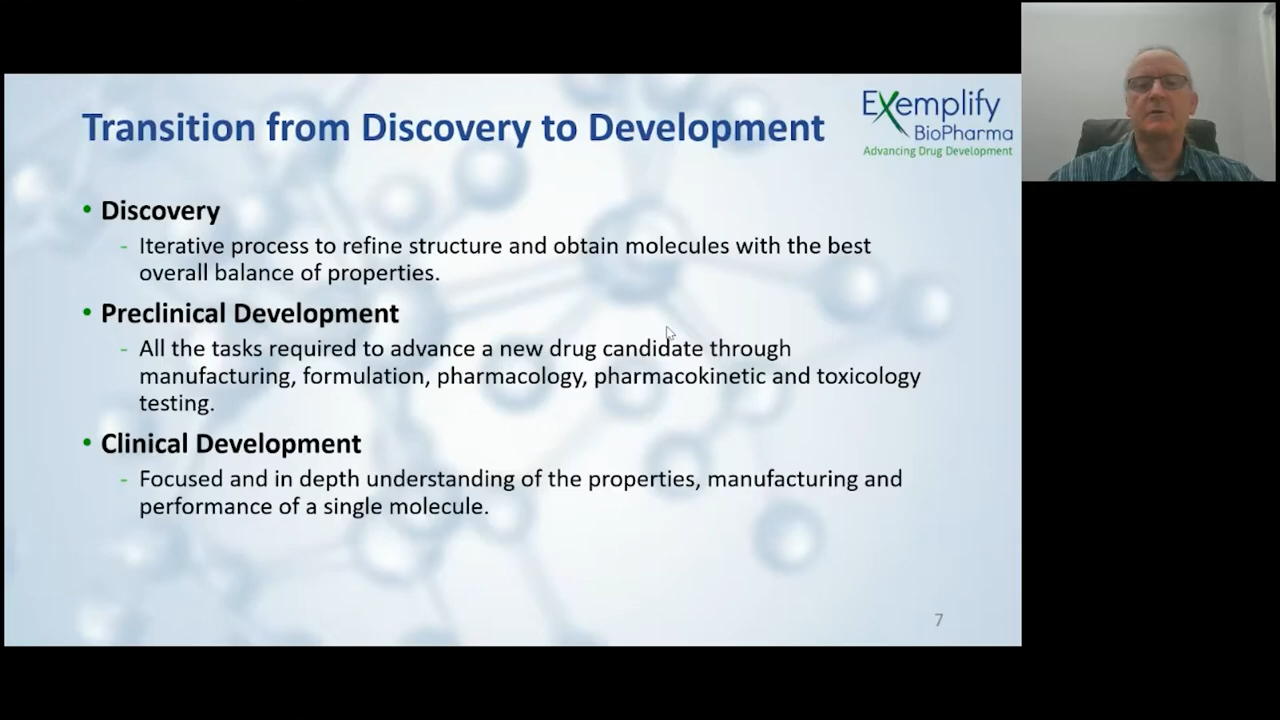 Transition from Discovery to Development
Exemplify
BioPharma
Advancing Drug Development
• Discovery
- Iterative process to refine structure and obtain molecules with the best
overall balance of properties.
• Preclinical Development
- All the tasks required to advance a new drug candidate through
manufacturing, formulation, pharmacology, pharmacokinetic and toxicology
testing.
• Clinical Development
- Focused and in depth understanding of the properties, manufacturing and
performance of a single molecule.
7